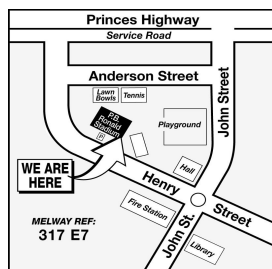 Princes Highway
Service Road
Anderson Street
Lawn
Bowls
Tennis
P.B.
Ronald
Stadium
P
Playground
John Street
WE ARE
HERE
Hall
Henry
Street
Fire Station
John St.
Library
MELWAY REF:
317 E7